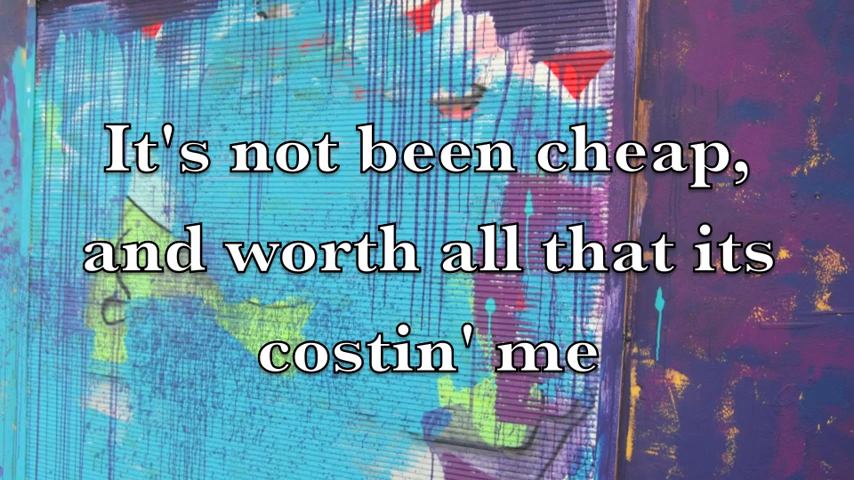 It's not been cheap,
and worth all that its
costin' me